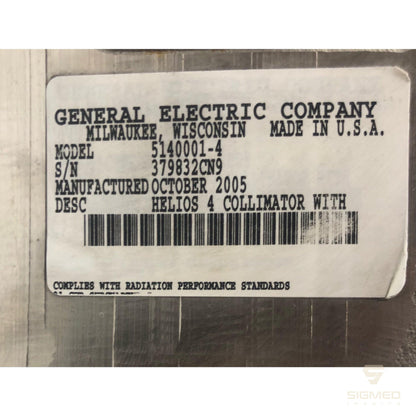 GENERAL ELECTRIC COMPANY
MILWAUKEE, WISCONSIN MADE IN U.S.A.
MODEL 5140001-4
S/N 379832CN9
MANUFACTURED OCTOBER 2005
DESC HELIOS 4 COLLIMATOR WITH
COMPLIES WITH RADIATION PERFORMANCE STANDARDS
SIGMED
IMAGING